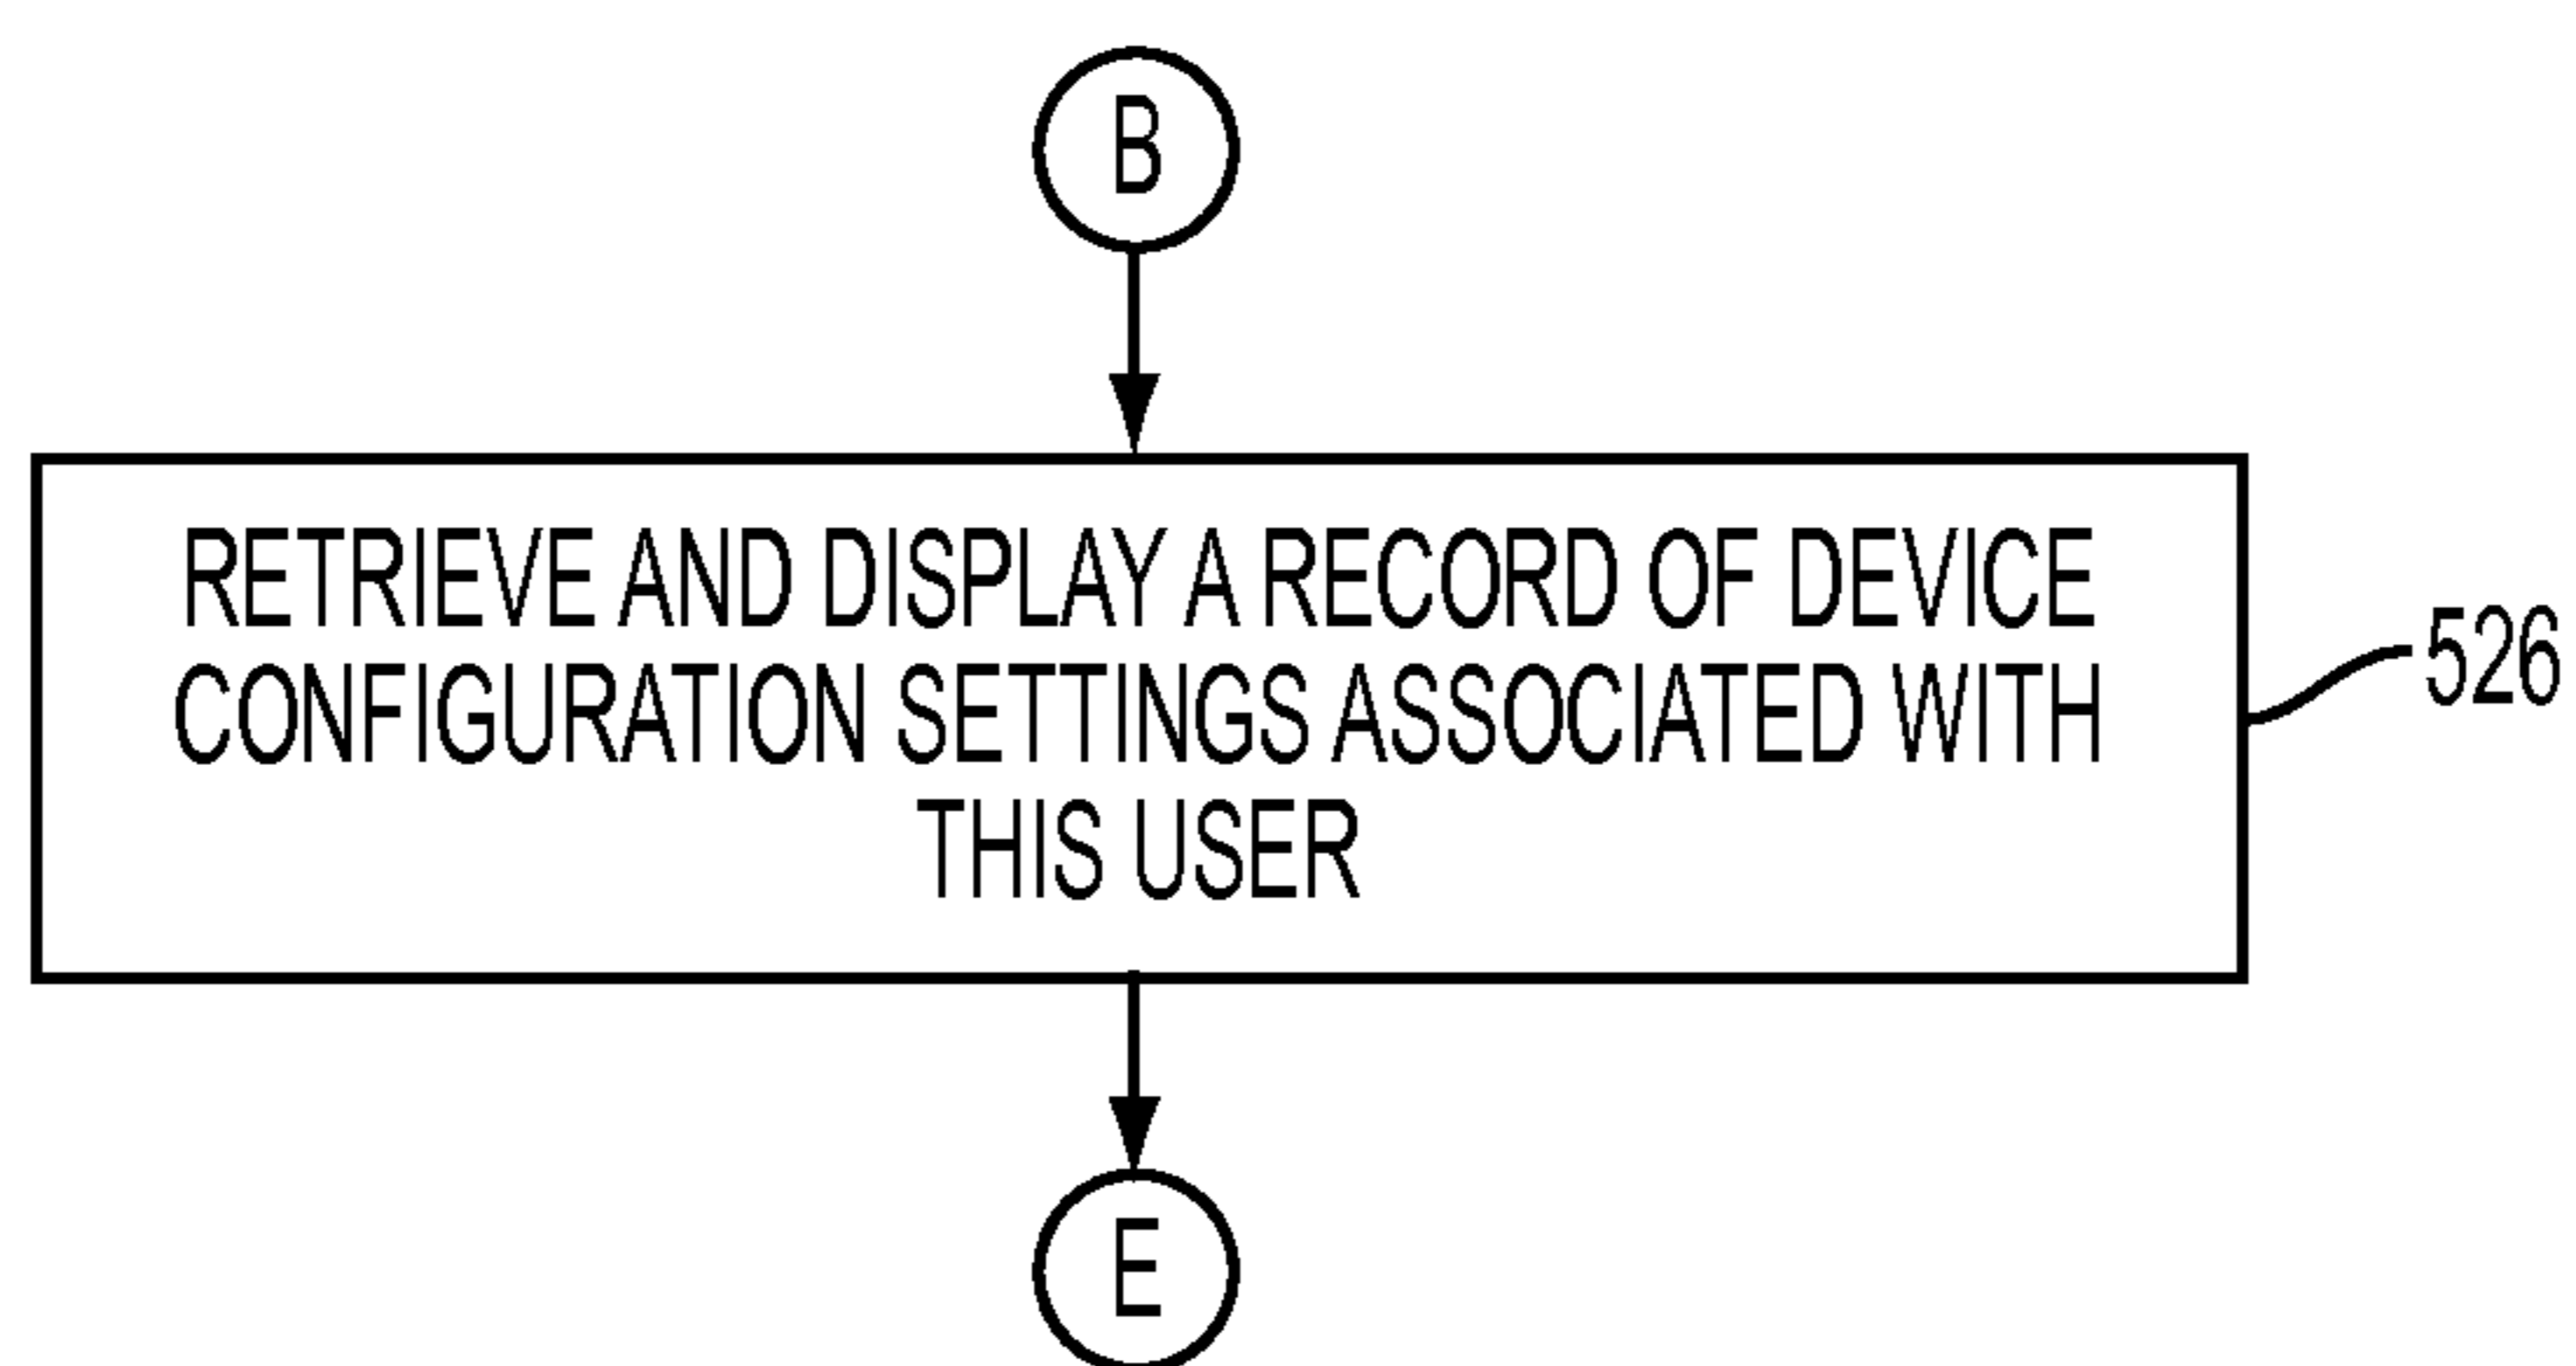 B
RETRIEVE AND DISPLAY A RECORD OF DEVICE
CONFIGURATION SETTINGS ASSOCIATED WITH
THIS USER
526
E